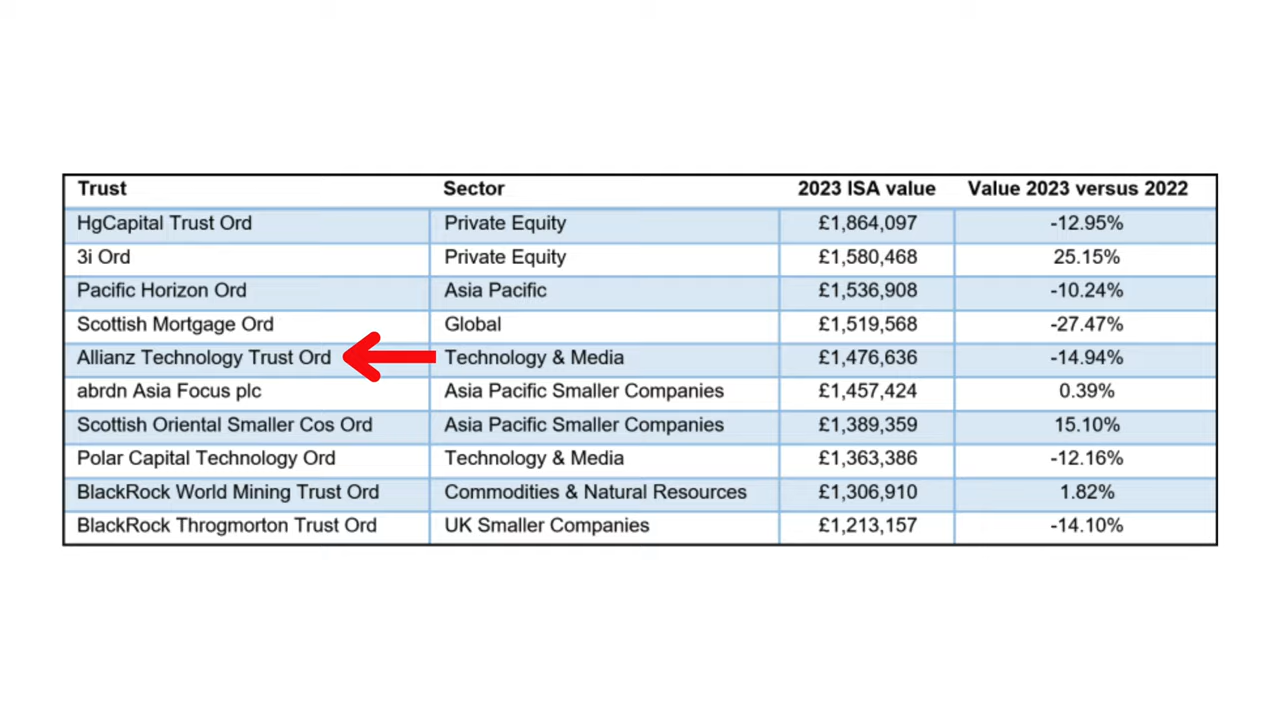 Trust Sector 2023 ISA value Value 2023 versus 2022
HgCapital Trust Ord Private Equity £1,864,097 -12.95%
3i Ord Private Equity £1,580,468 25.15%
Pacific Horizon Ord Asia Pacific £1,536,908 -10.24%
Scottish Mortgage Ord Global £1,519,568 -27.47%
Allianz Technology Trust Ord Technology & Media £1,476,636 -14.94%
abrdn Asia Focus plc Asia Pacific Smaller Companies £1,457,424 0.39%
Scottish Oriental Smaller Cos Ord Asia Pacific Smaller Companies £1,389,359 15.10%
Polar Capital Technology Ord Technology & Media £1,363,386 -12.16%
BlackRock World Mining Trust Ord Commodities & Natural Resources £1,306,910 1.82%
BlackRock Throgmorton Trust Ord UK Smaller Companies £1,213,157 -14.10%